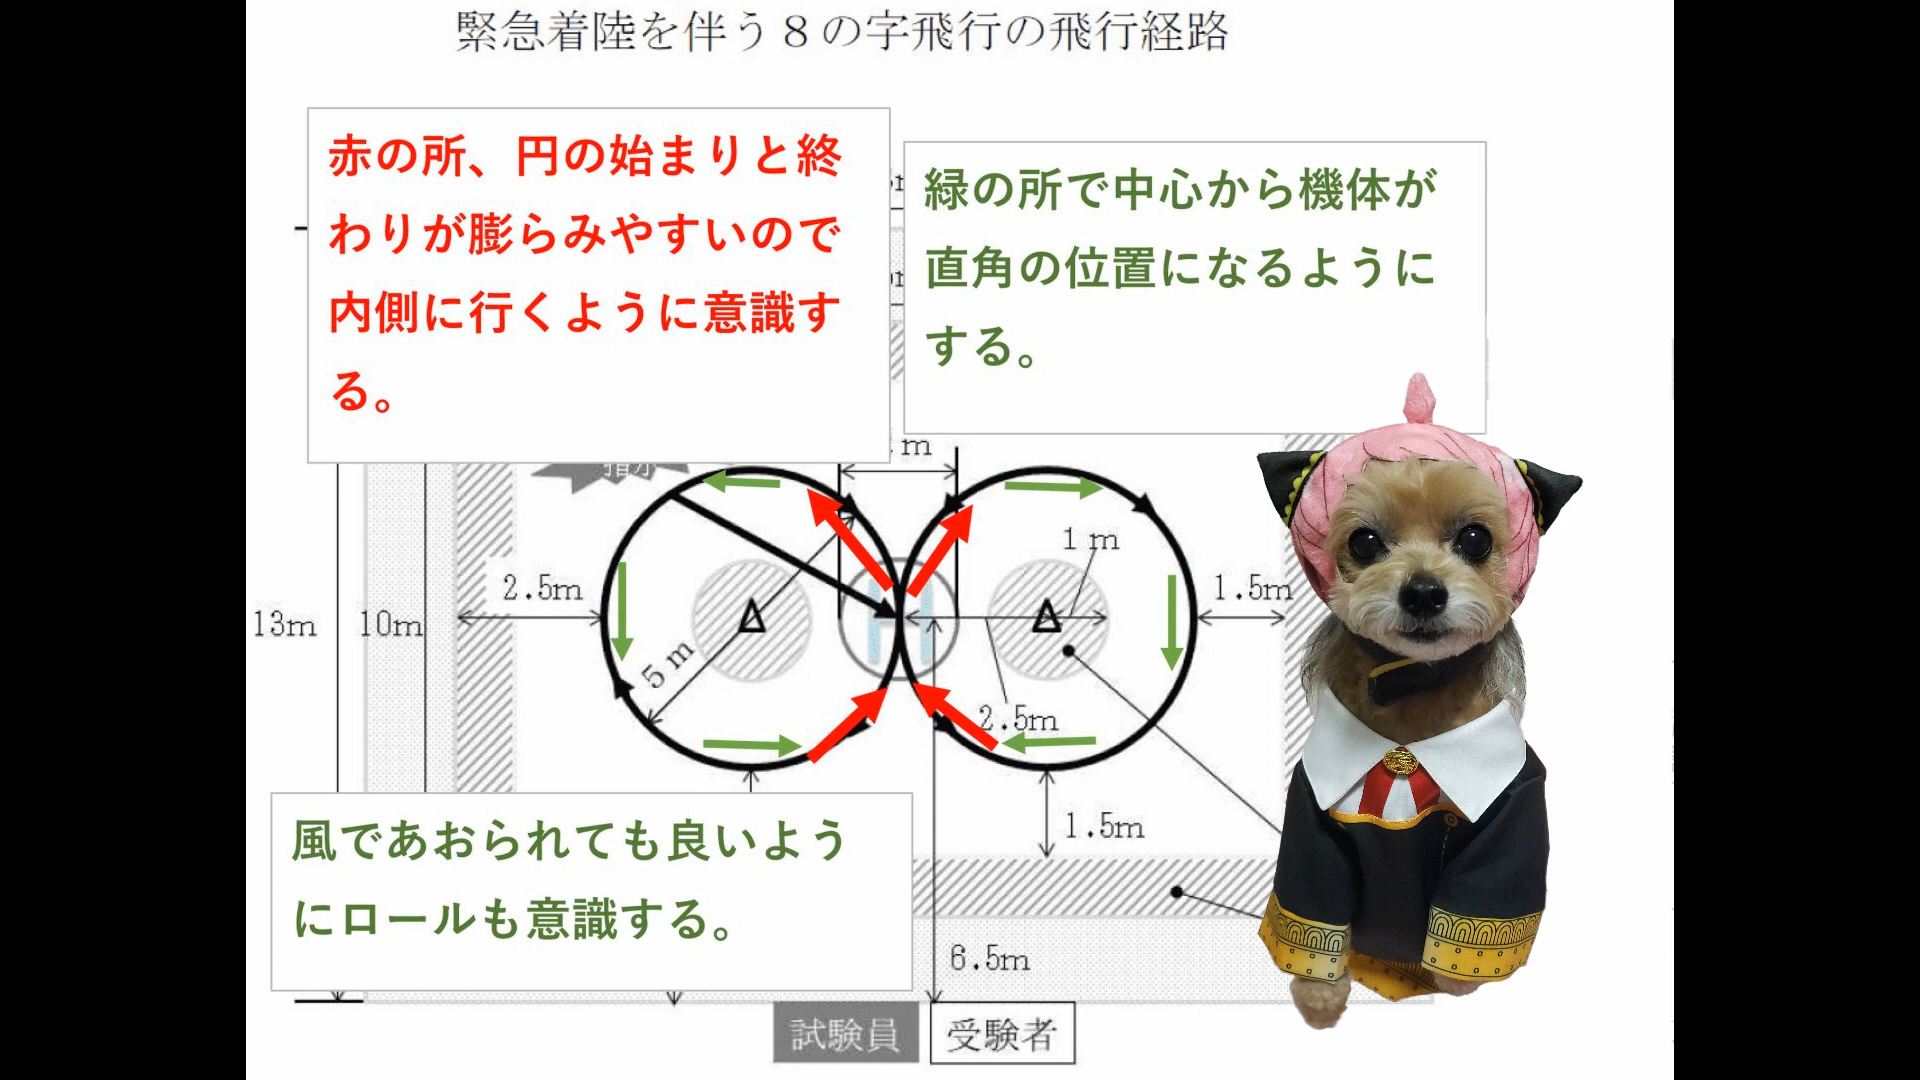 緊急着陸を伴う８の字飛行の飛行経路
赤の所、円の始まりと終
わりが膨らみやすいので
内側に行くように意識す
る。
緑の所で中心から機体が
直角の位置になるように
する。
m
指示
1 m
2.5m
1.5m
13m
10m
H
5 m
2.5m
1.5m
風であおられても良いよう
にロールも意識する。
6.5m
試験員
受験者